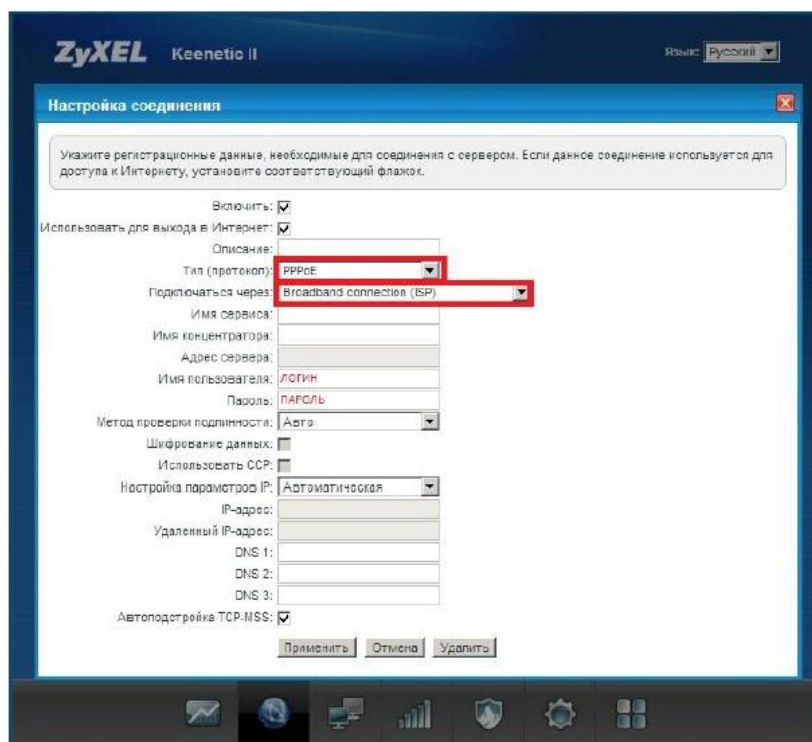 ZyXEL Keenetic II
Язык: Русский
Настройка соединения
Укажите регистрационные данные, необходимые для соединения с сервером. Если данное соединение используется для
доступа к Интернету, установите соответствующий флажок.
Включить:
Использовать для выхода в Интернет:
Описание:
Тип (протокол): PPPoE
Подключаться через: Broadband connection (ISP)
Имя сервиса:
Имя концентратора:
Адрес сервера:
Имя пользователя: ЛОГИН
Пароль: ПАРОЛЬ
Метод проверки подлинности: Авто
Шифрование данных:
Использовать CCP:
Настройка параметров IP: Автоматическая
IP-адрес:
Удаленный IP-адрес:
DNS 1:
DNS 2:
DNS 3:
Автоподстройка TCP-MSS:
Применить Отмена Удалить